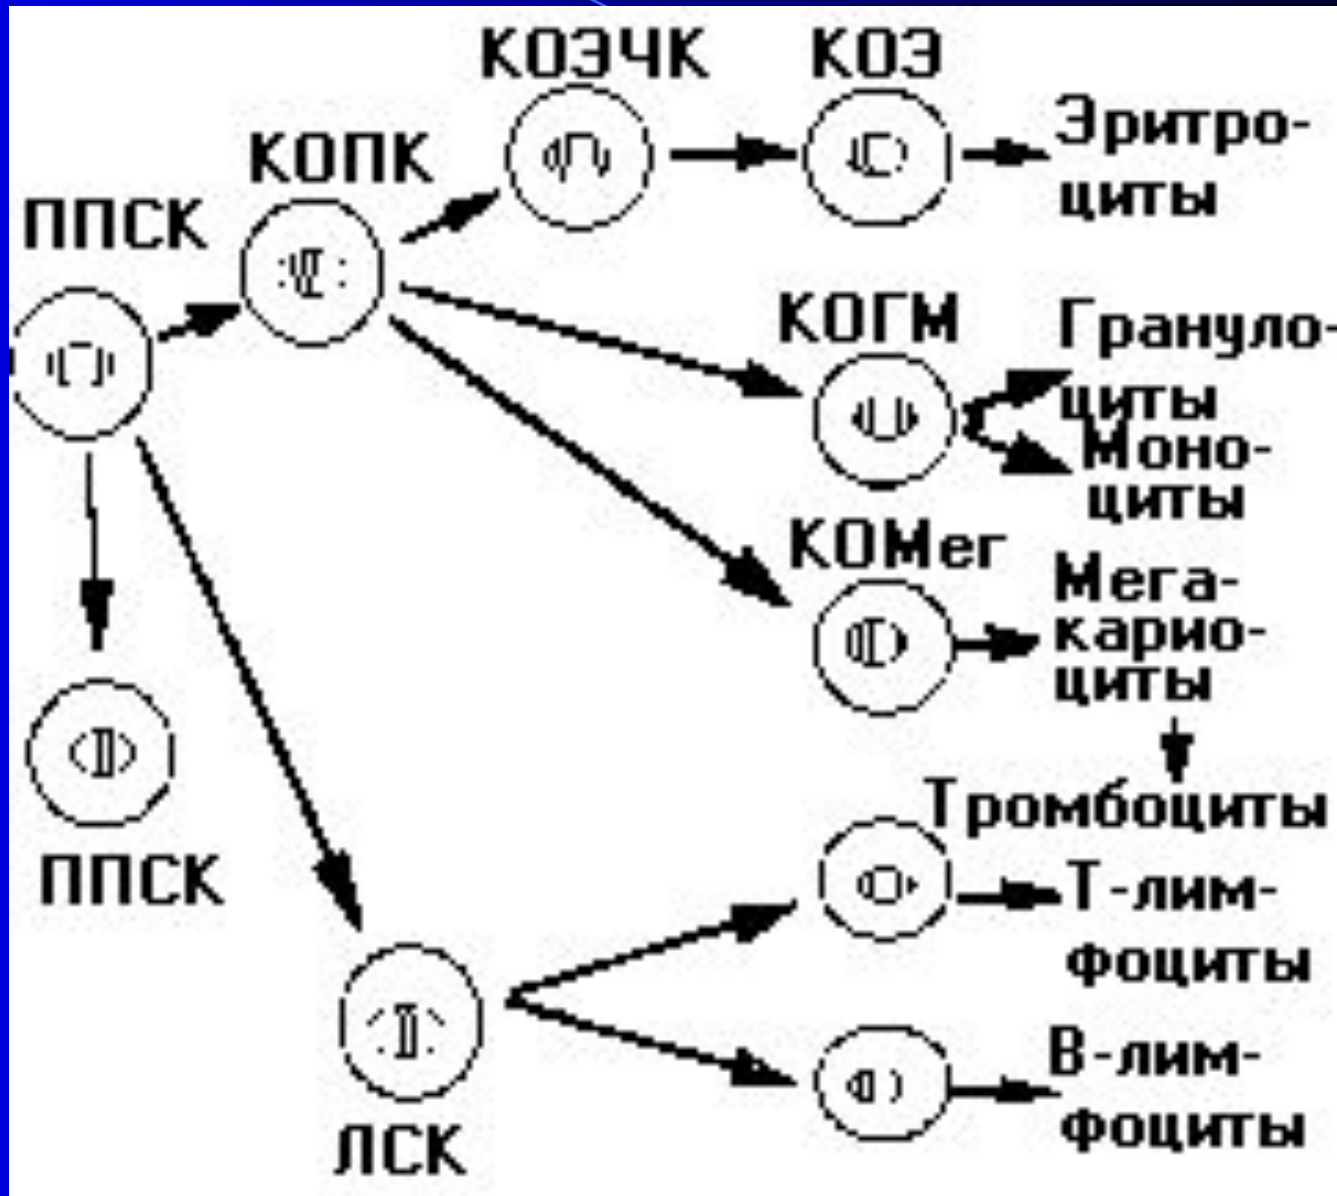 КОЭЧК
КОЭ
Эритро-
циты
КОПК
ППСК
КОГМ
Грануло-
циты
Моно-
циты
КОМег
Мега-
карио-
циты
Тромбоциты
ППСК
Т-лим-
фоциты
В-лим-
фоциты
ЛСК